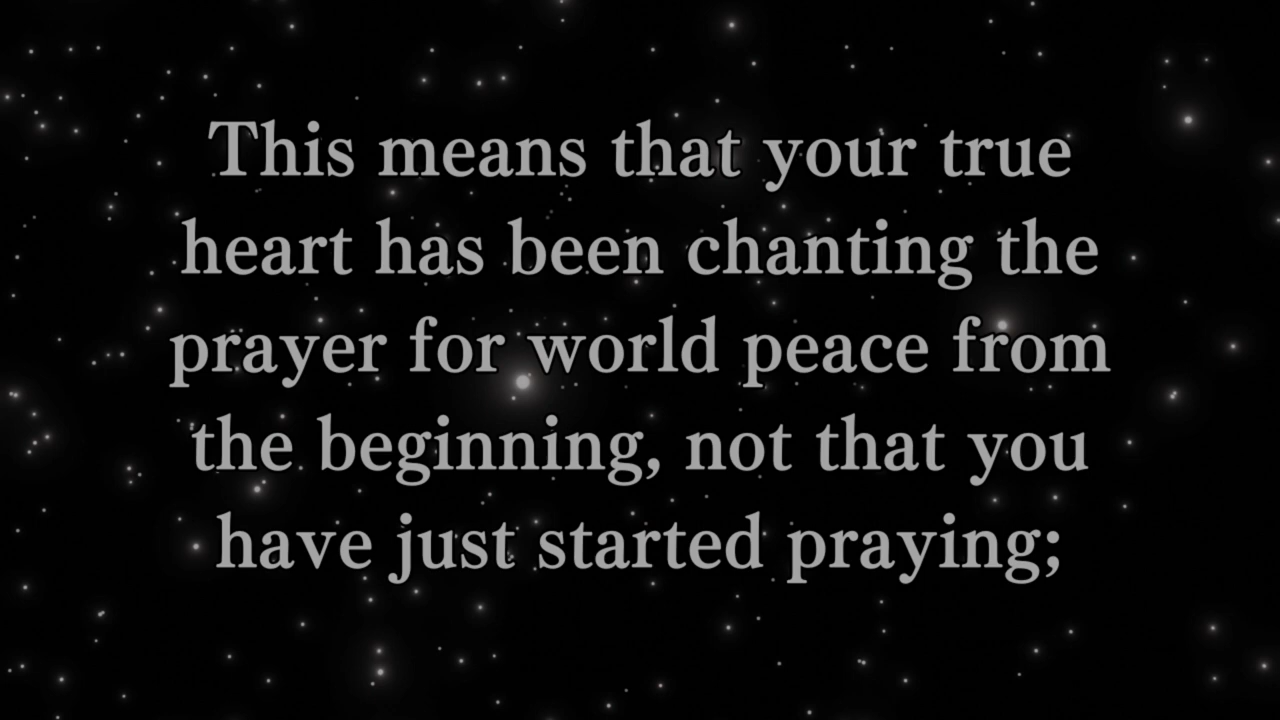 This means that your true
heart has been chanting the
prayer for world peace from
the beginning, not that you
have just started praying;